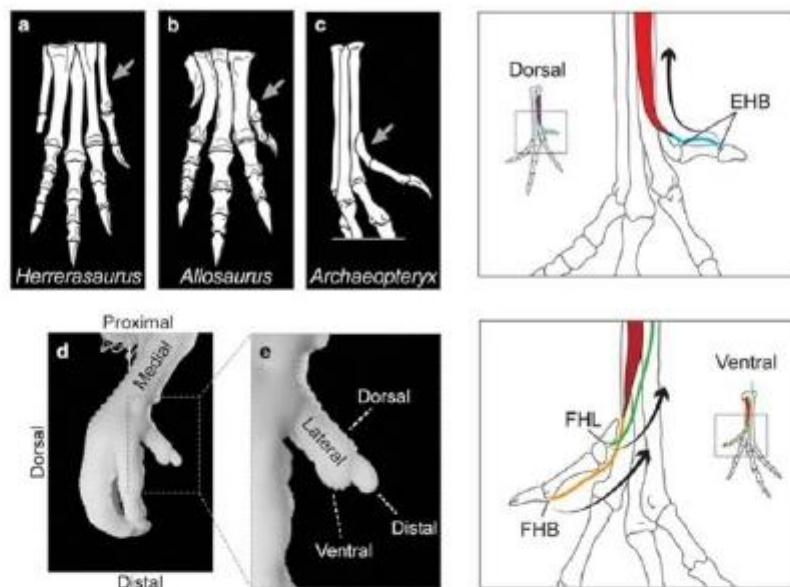 a
b
c
Herrerasaurus
Allosaurus
Archaeopteryx
Dorsal
EHB
Proximal
d
Medial
Dorsal
Distal
e
Dorsal
Lateral
Distal
Ventral
Ventral
FHL
FHB